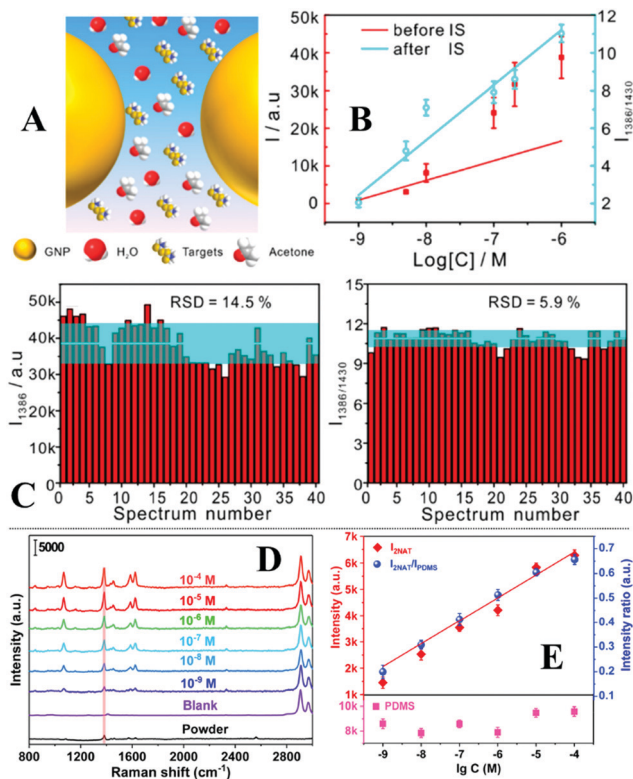 A
GNP
H₂O
Targets
Acetone
B
before IS
after IS
I / a.u
50k
40k
30k
20k
10k
0
I1386/1430
12
10
8
6
4
2
-9
-8
-7
-6
Log[C] / M
C
RSD = 14.5 %
I1386 / a.u
50k
40k
30k
20k
10k
0
0
5
10
15
20
25
30
35
40
Spectrum number
RSD = 5.9 %
I1386/1430
15
12
9
6
3
0
0
5
10
15
20
25
30
35
40
Spectrum number
D
5000
10⁻⁴ M
10⁻⁵ M
10⁻⁶ M
10⁻⁷ M
10⁻⁸ M
10⁻⁹ M
Blank
Powder
Intensity (a.u.)
800
1200
1600
2000
2400
2800
Raman shift (cm⁻¹)
E
I2NAT
I2NAT/IPDMS
Intensity (a.u.)
7k
6k
5k
4k
3k
2k
1k
Intensity ratio (a.u.)
0.7
0.6
0.5
0.4
0.3
0.2
0.1
PDMS
10k
8k
-9
-8
-7
-6
-5
-4
lg C (M)